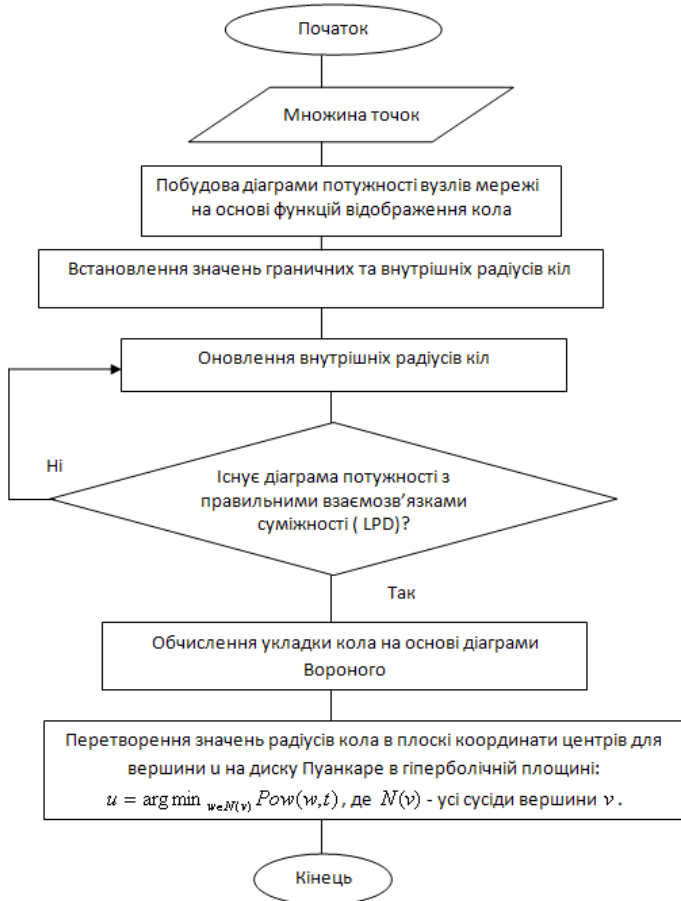 Початок
Множина точок
Побудова діаграми потужності вузлів мережі
на основі функцій відображення кола
Встановлення значень граничних та внутрішніх радіусів кіл
Оновлення внутрішніх радіусів кіл
Ні
Існує діаграма потужності з
правильними взаємозв’язками
суміжності ( LPD)?
Так
Обчислення укладки кола на основі діаграми
Вороного
Перетворення значень радіусів кола в плоскі координати центрів для
вершини u на диску Пуанкаре в гіперболічній площині:
u = arg min w∈N(v) Pow(w,t), де N(v) - усі сусіди вершини v.
Кінець